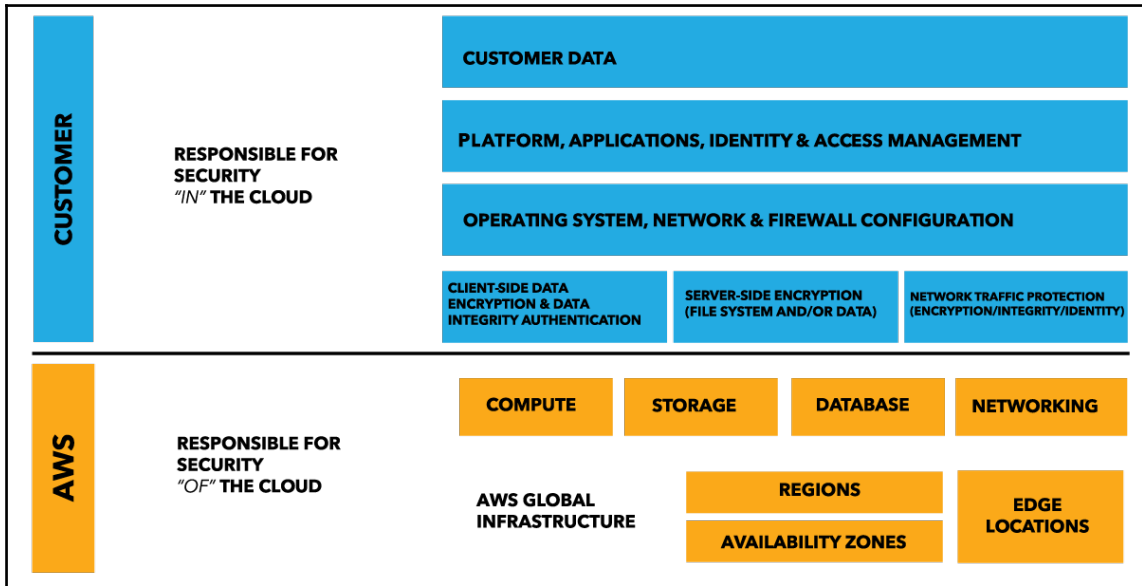 CUSTOMER
RESPONSIBLE FOR
SECURITY
"IN" THE CLOUD
CUSTOMER DATA
PLATFORM, APPLICATIONS, IDENTITY & ACCESS MANAGEMENT
OPERATING SYSTEM, NETWORK & FIREWALL CONFIGURATION
CLIENT-SIDE DATA
ENCRYPTION & DATA
INTEGRITY AUTHENTICATION
SERVER-SIDE ENCRYPTION
(FILE SYSTEM AND/OR DATA)
NETWORK TRAFFIC PROTECTION
(ENCRYPTION/INTEGRITY/IDENTITY)
AWS
RESPONSIBLE FOR
SECURITY
"OF" THE CLOUD
COMPUTE
STORAGE
DATABASE
NETWORKING
AWS GLOBAL
INFRASTRUCTURE
REGIONS
AVAILABILITY ZONES
EDGE
LOCATIONS